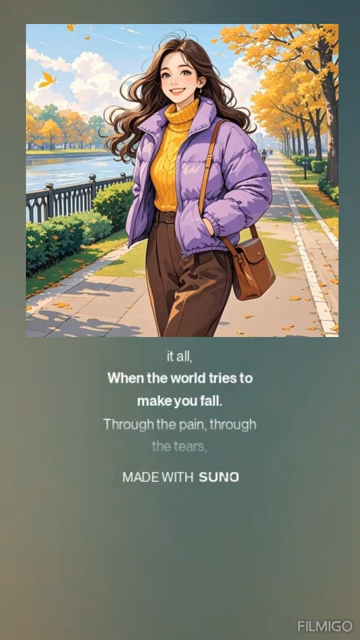 it all,
When the world tries to
make you fall.
Through the pain, through
the tears,
MADE WITH SUNO
FILMIGO